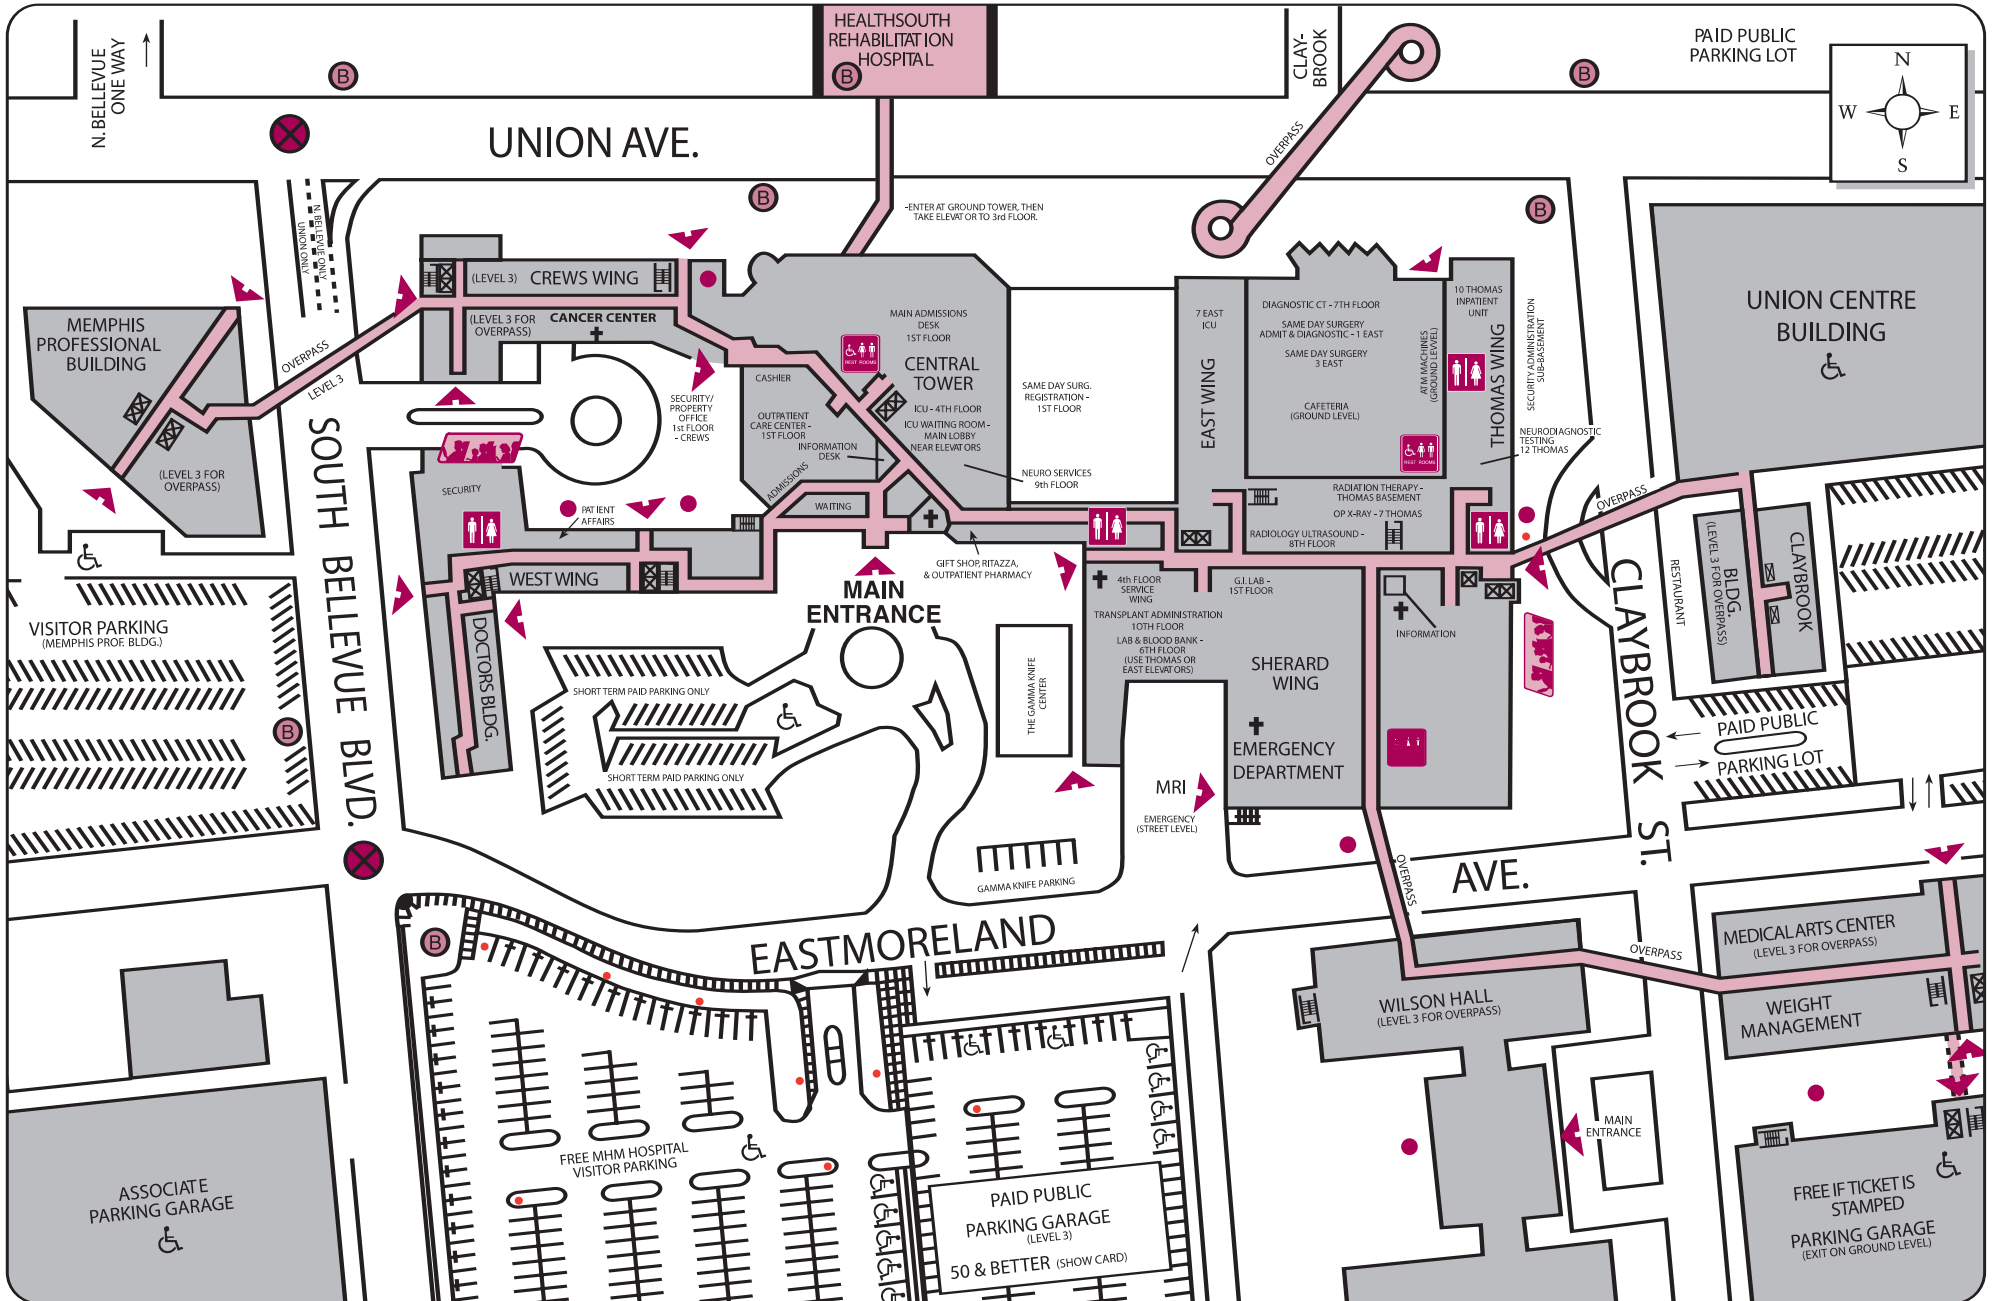 N. BELLEVUE
ONE WAY
B
HEALTHSOUTH
REHABILITATION
HOSPITAL
B
CLAY-
BROOK
B
PAID PUBLIC
PARKING LOT
N
W
E
S
UNION AVE.
OVERPASS
B
B
-ENTER AT GROUND TOWER, THEN
TAKE ELEVATOR TO 3rd FLOOR.
UNION ONLY
N. BELLEVUE ONLY
(LEVEL 3)
CREWS WING
(LEVEL 3 FOR
OVERPASS)
CANCER CENTER
MEMPHIS
PROFESSIONAL
BUILDING
(LEVEL 3 FOR
OVERPASS)
OVERPASS
LEVEL 3
SECURITY/
PROPERTY
OFFICE
1st FLOOR
- CREWS
CASHIER
OUTPATIENT
CARE CENTER -
1ST FLOOR
INFORMATION
DESK
ADMISSIONS
WAITING
REST ROOMS
MAIN ADMISSIONS
DESK
1ST FLOOR
CENTRAL
TOWER
ICU - 4TH FLOOR
ICU WAITING ROOM -
MAIN LOBBY
NEAR ELEVATORS
SAME DAY SURG.
REGISTRATION -
1ST FLOOR
NEURO SERVICES
9th FLOOR
7 EAST
ICU
EAST WING
DIAGNOSTIC CT - 7TH FLOOR
SAME DAY SURGERY
ADMIT & DIAGNOSTIC - 1 EAST
SAME DAY SURGERY
3 EAST
CAFETERIA
(GROUND LEVEL)
ATM MACHINES
(GROUND LEVVEL)
REST ROOMS
10 THOMAS
INPATIENT
UNIT
THOMAS WING
SECURITY ADMINISTRATION
SUB-BASEMENT
NEURODIAGNOSTIC
TESTING
12 THOMAS
RADIATION THERAPY -
THOMAS BASEMENT
OP X-RAY - 7 THOMAS
RADIOLOGY ULTRASOUND -
8TH FLOOR
UNION CENTRE
BUILDING
OVERPASS
SECURITY
PATIENT
AFFAIRS
WEST WING
DOCTORS BLDG.
GIFT SHOP, RITAZZA,
& OUTPATIENT PHARMACY
MAIN
ENTRANCE
4th FLOOR
SERVICE
WING
TRANSPLANT ADMINISTRATION
1OTH FLOOR
LAB & BLOOD BANK -
6TH FLOOR
(USE THOMAS OR
EAST ELEVATORS)
G.I. LAB -
1ST FLOOR
INFORMATION
SHERARD
WING
EMERGENCY
DEPARTMENT
RESTAURANT
(LEVEL 3 FOR OVERPASS)
BLDG.
CLAYBROOK
CLAYBROOK ST.
VISITOR PARKING
(MEMPHIS PROF. BLDG.)
B
SOUTH BELLEVUE BLVD.
SHORT TERM PAID PARKING ONLY
SHORT TERM PAID PARKING ONLY
THE GAMMA KNIFE
CENTER
MRI
EMERGENCY
(STREET LEVEL)
GAMMA KNIFE PARKING
PAID PUBLIC
PARKING LOT
EASTMORELAND
AVE.
OVERPASS
OVERPASS
B
WILSON HALL
(LEVEL 3 FOR OVERPASS)
MEDICAL ARTS CENTER
(LEVEL 3 FOR OVERPASS)
WEIGHT
MANAGEMENT
MAIN
ENTRANCE
FREE MHM HOSPITAL
VISITOR PARKING
ASSOCIATE
PARKING GARAGE
PAID PUBLIC
PARKING GARAGE
(LEVEL 3)
50 & BETTER (SHOW CARD)
FREE IF TICKET IS
STAMPED
PARKING GARAGE
(EXIT ON GROUND LEVEL)